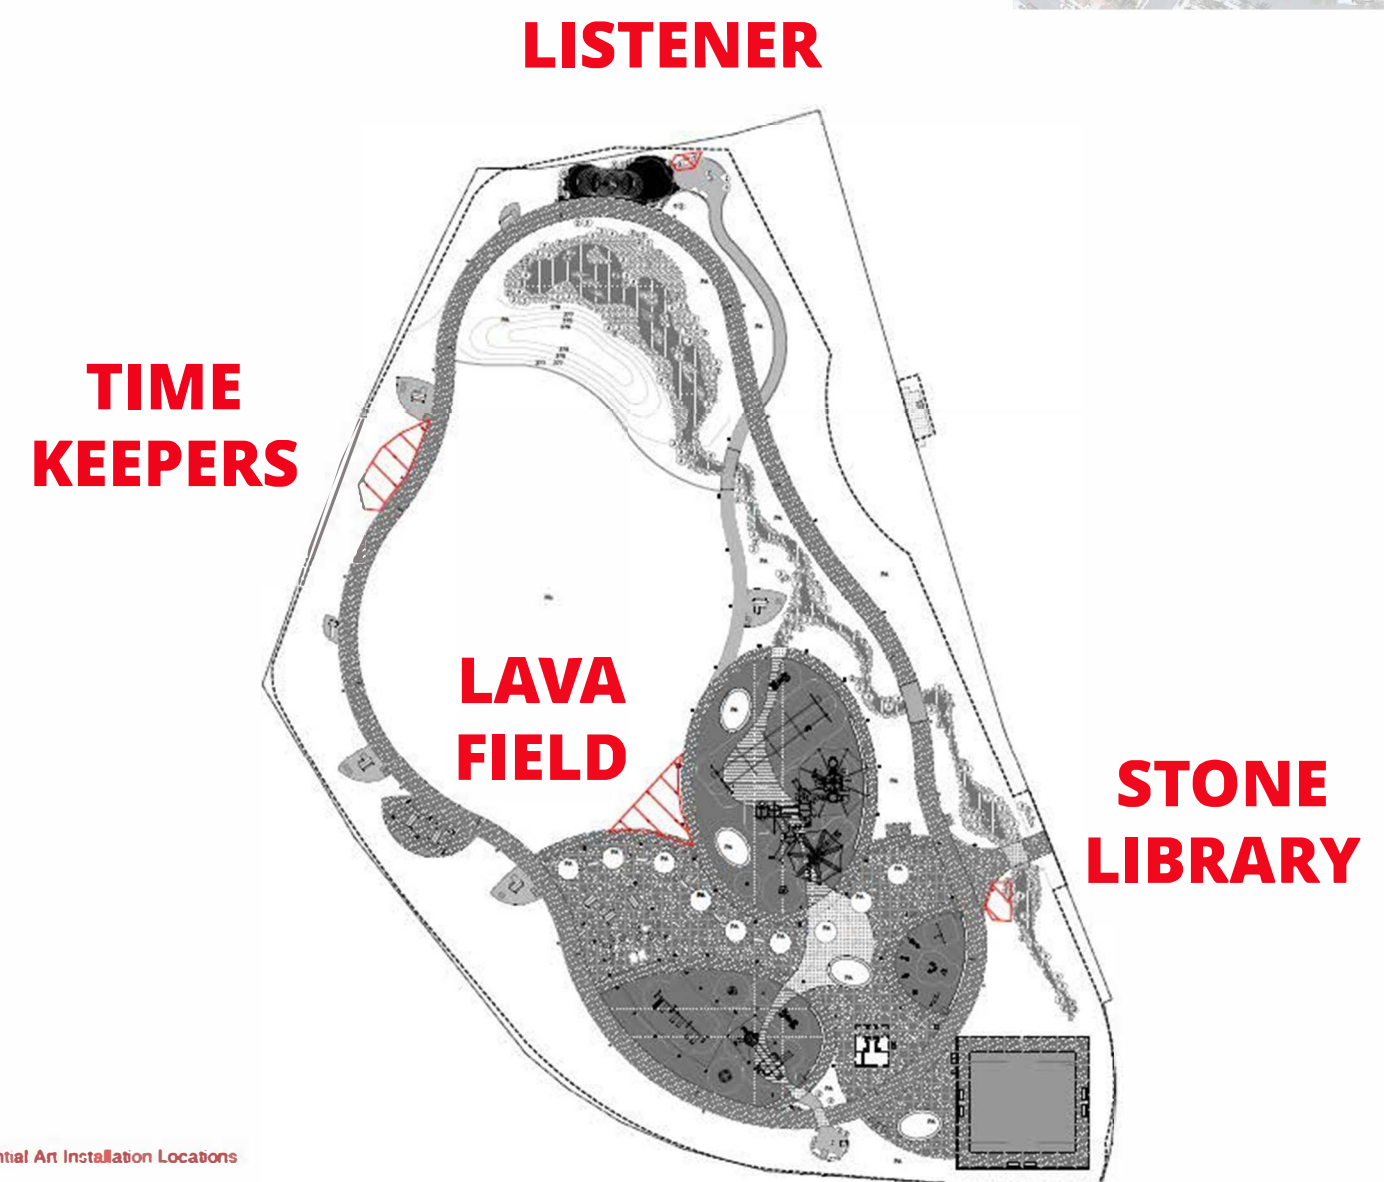 LISTENER
TIME
KEEPERS
LAVA
FIELD
STONE
LIBRARY
ntial Art Installation Locations